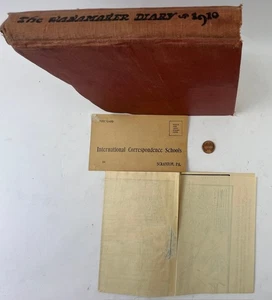 The WANAMAKER DIARY 1910
International Correspondence Schools
SCRANTON, PA.